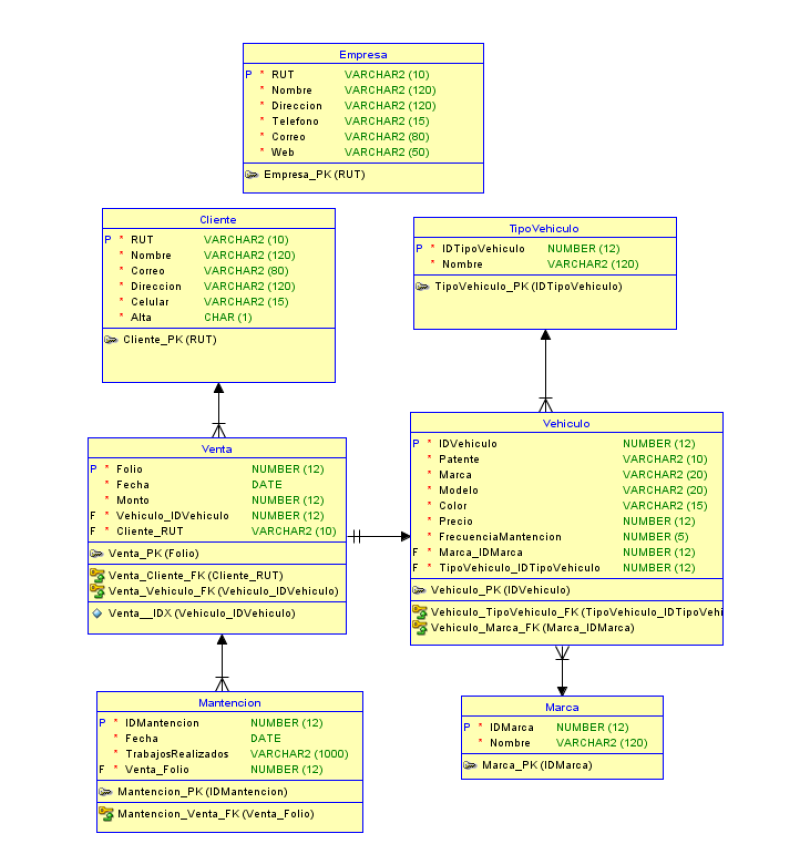 Empresa
P * RUT VARCHAR2 (10)
* Nombre VARCHAR2 (120)
* Direccion VARCHAR2 (120)
* Telefono VARCHAR2 (15)
* Correo VARCHAR2 (80)
* Web VARCHAR2 (50)
Empresa_PK (RUT)
Cliente
P * RUT VARCHAR2 (10)
* Nombre VARCHAR2 (120)
* Correo VARCHAR2 (80)
* Direccion VARCHAR2 (120)
* Celular VARCHAR2 (15)
* Alta CHAR (1)
Cliente_PK (RUT)
TipoVehiculo
P * IDTipoVehiculo NUMBER (12)
* Nombre VARCHAR2 (120)
TipoVehiculo_PK (IDTipoVehiculo)
Venta
P * Folio NUMBER (12)
* Fecha DATE
* Monto NUMBER (12)
F * Vehiculo_IDVehiculo NUMBER (12)
F * Cliente_RUT VARCHAR2 (10)
Venta_PK (Folio)
Venta_Cliente_FK (Cliente_RUT)
Venta_Vehiculo_FK (Vehiculo_IDVehiculo)
Venta__IDX (Vehiculo_IDVehiculo)
Vehiculo
P * IDVehiculo NUMBER (12)
* Patente VARCHAR2 (10)
* Marca VARCHAR2 (20)
* Modelo VARCHAR2 (20)
* Color VARCHAR2 (15)
* Precio NUMBER (12)
* FrecuenciaMantencion NUMBER (5)
F * Marca_IDMarca NUMBER (12)
F * TipoVehiculo_IDTipoVehiculo NUMBER (12)
Vehiculo_PK (IDVehiculo)
Vehiculo_TipoVehiculo_FK (TipoVehiculo_IDTipoVehi
Vehiculo_Marca_FK (Marca_IDMarca)
Mantencion
P * IDMantencion NUMBER (12)
* Fecha DATE
* TrabajosRealizados VARCHAR2 (1000)
F * Venta_Folio NUMBER (12)
Mantencion_PK (IDMantencion)
Mantencion_Venta_FK (Venta_Folio)
Marca
P * IDMarca NUMBER (12)
* Nombre VARCHAR2 (120)
Marca_PK (IDMarca)